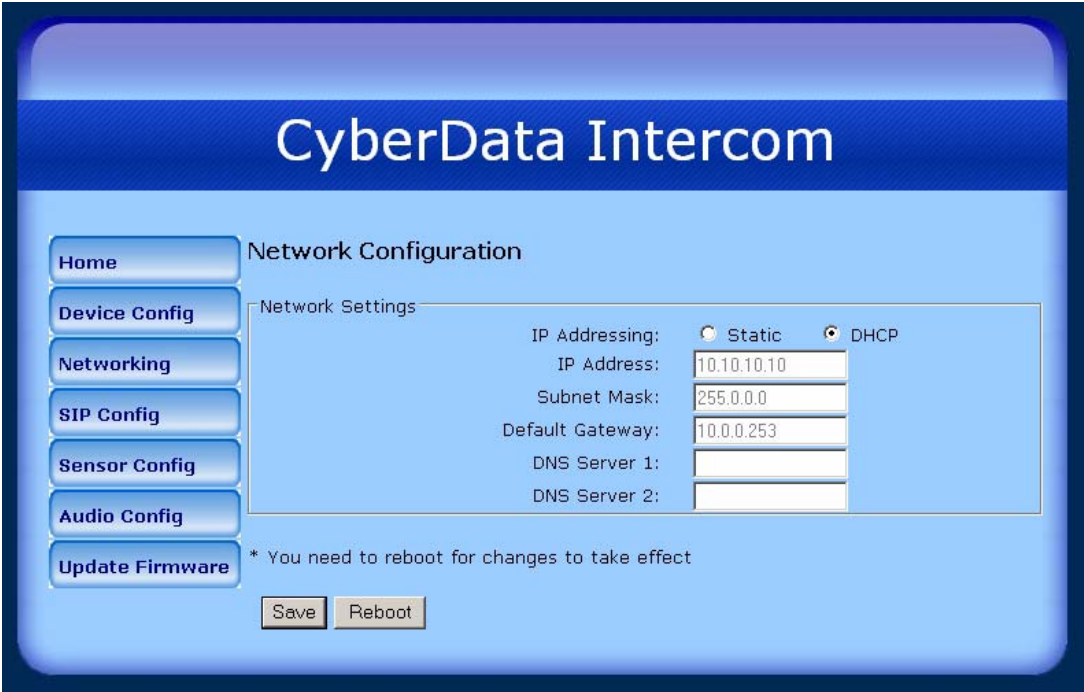 CyberData Intercom
Home
Device Config
Networking
SIP Config
Sensor Config
Audio Config
Update Firmware
Network Configuration
Network Settings
IP Addressing: Static DHCP
IP Address: 10.10.10.10
Subnet Mask: 255.0.0.0
Default Gateway: 10.0.0.253
DNS Server 1:
DNS Server 2:
* You need to reboot for changes to take effect
Save Reboot